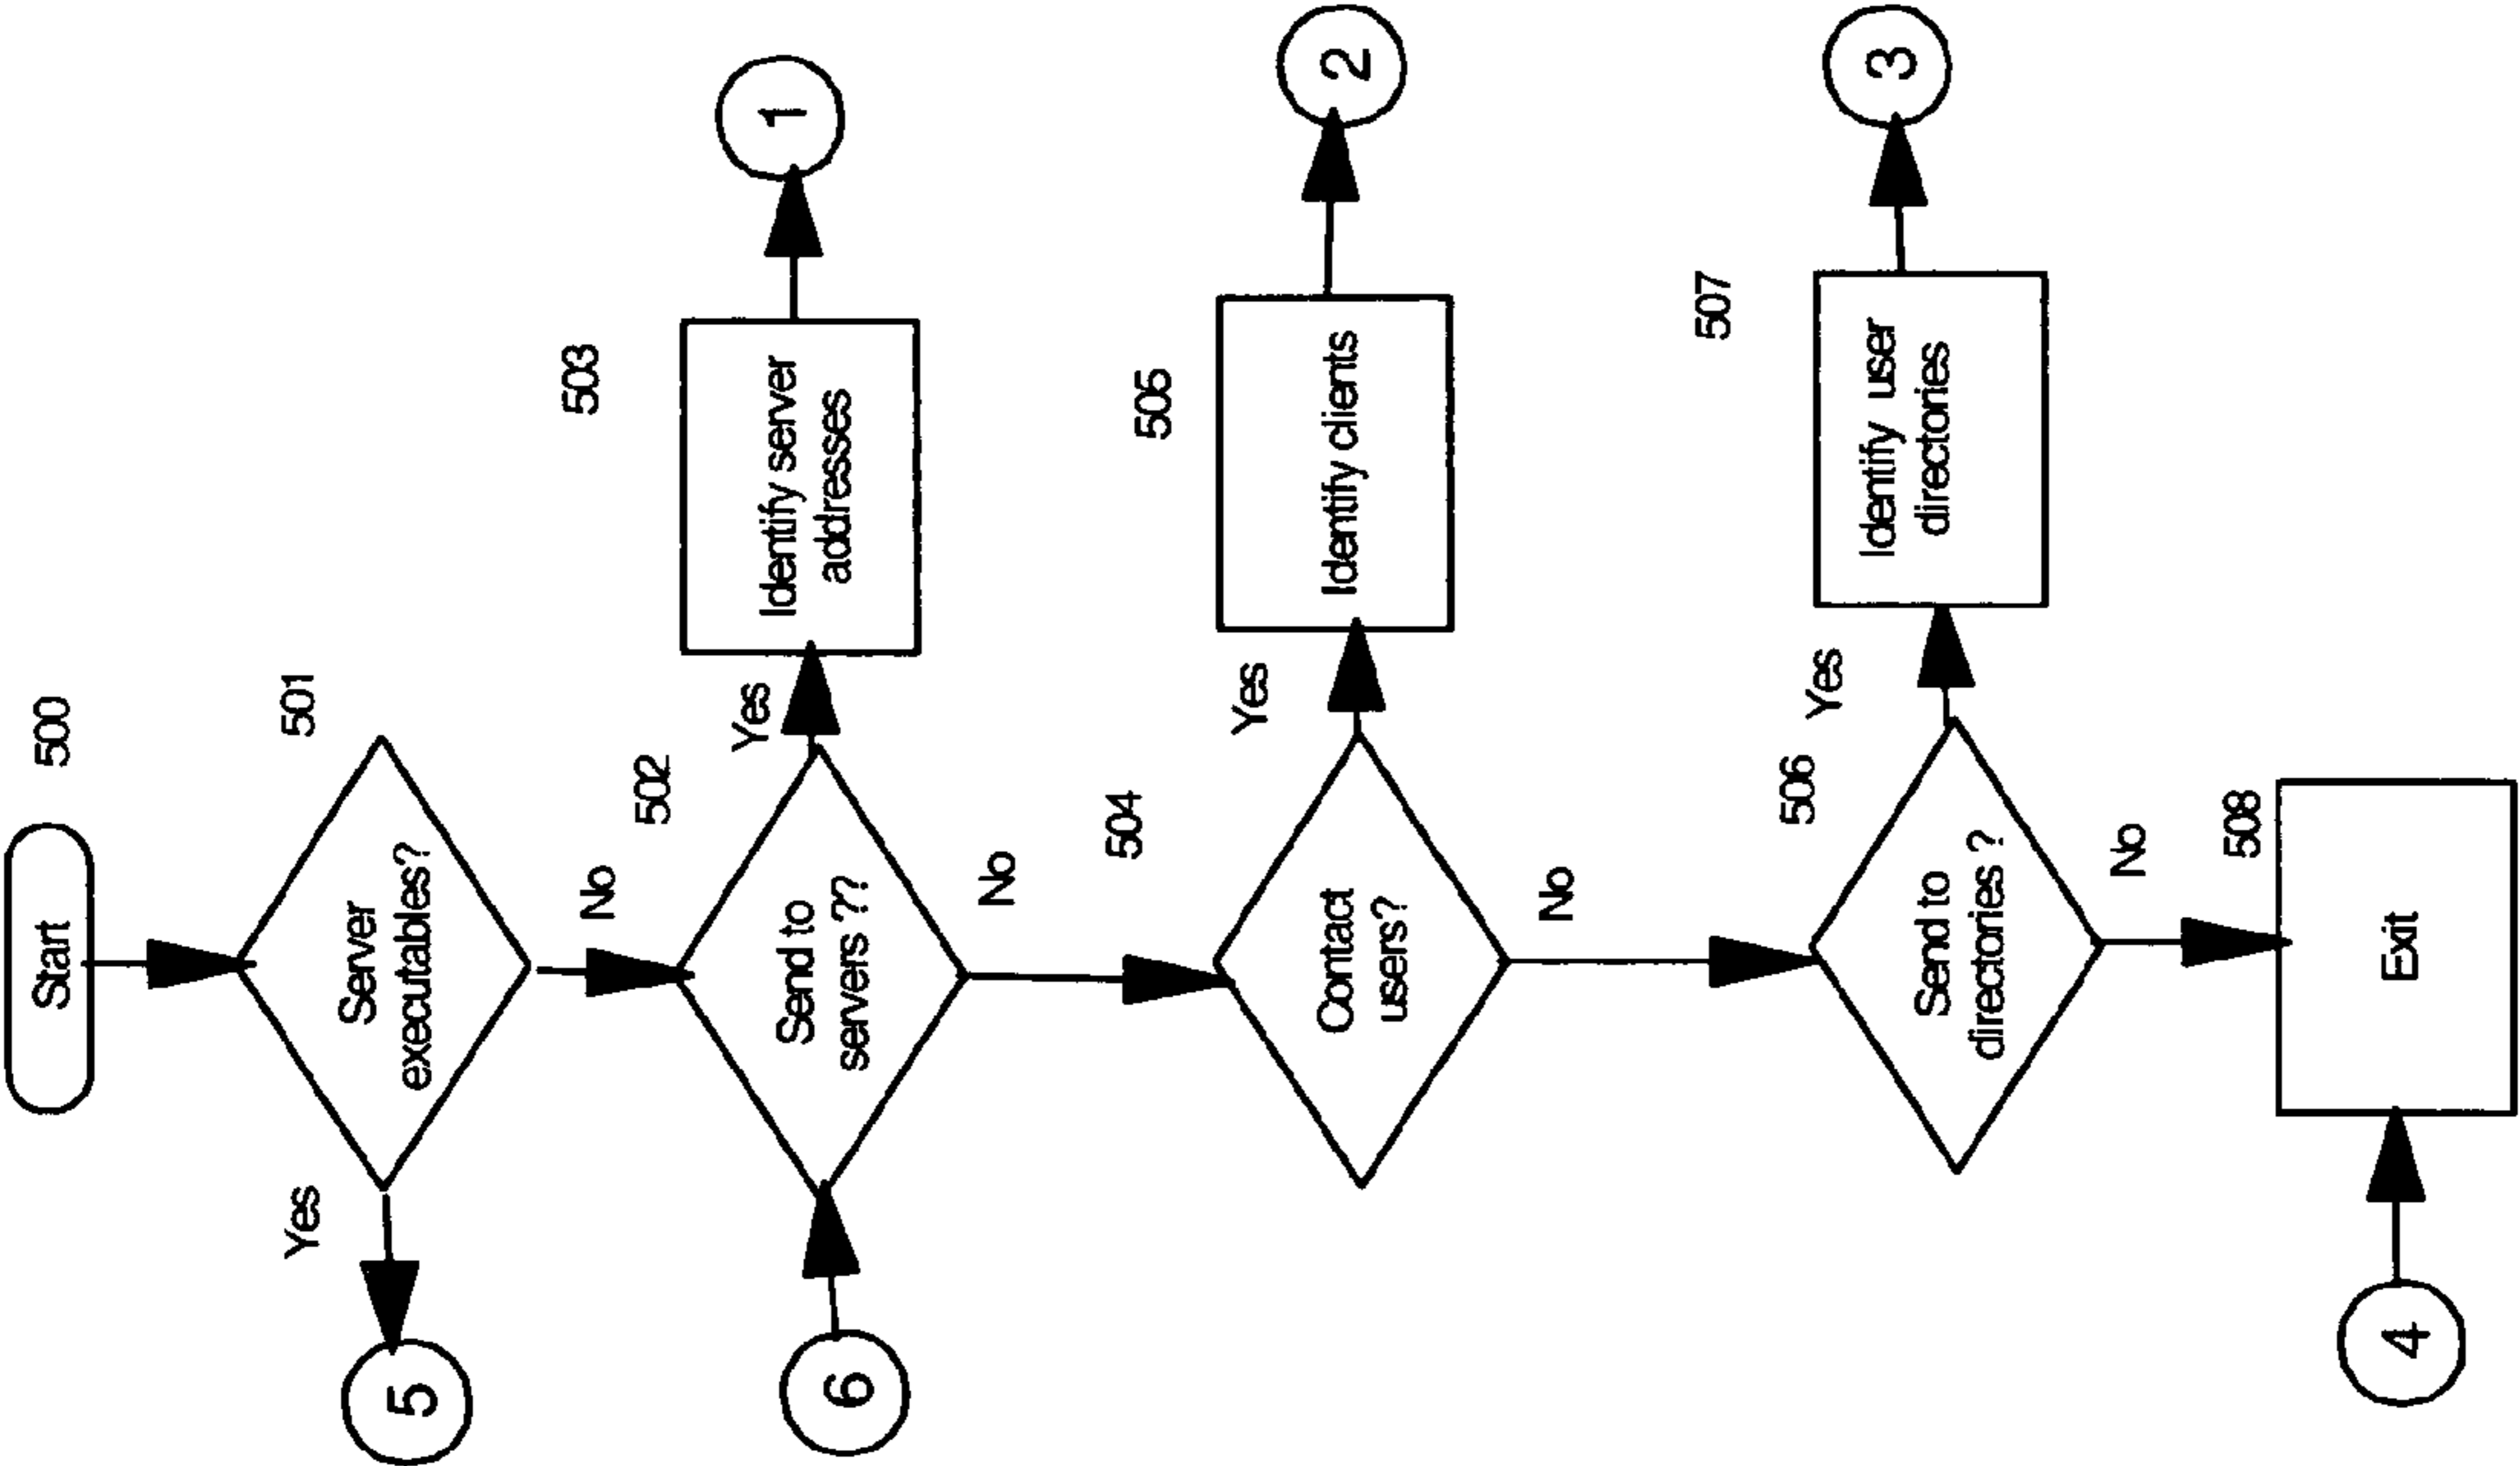 Start
500
501
Server
executables?
Yes
5
No
502
Send to
servers ??
Yes
503
Identify server
addresses
1
6
No
504
Contact
users?
Yes
505
Identify clients
2
No
506
Send to
directories ?
Yes
507
Identify user
directories
3
No
508
Exit
4